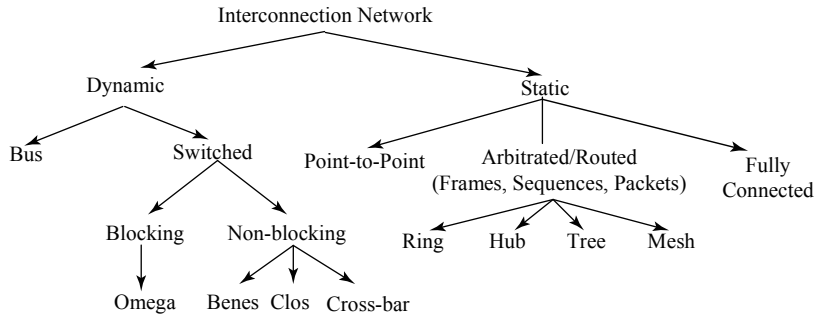 Interconnection Network
Dynamic
Static
Bus
Switched
Point-to-Point
Arbitrated/Routed
(Frames, Sequences, Packets)
Fully
Connected
Blocking
Non-blocking
Ring
Hub
Tree
Mesh
Omega
Benes
Clos
Cross-bar